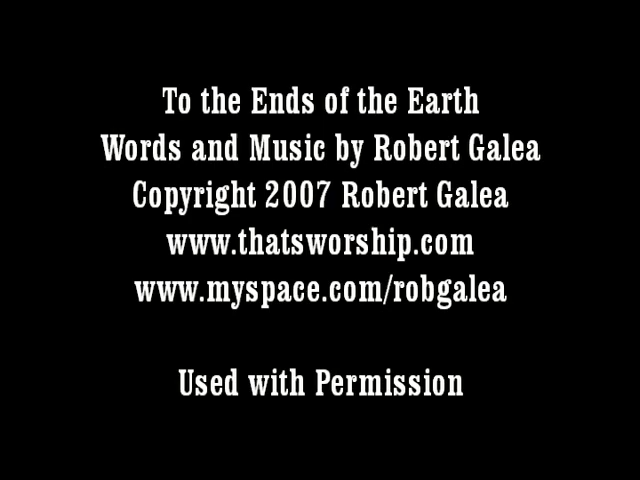 To the Ends of the Earth
Words and Music by Robert Galea
Copyright 2007 Robert Galea
www.thatsworship.com
www.myspace.com/robgalea
Used with Permission